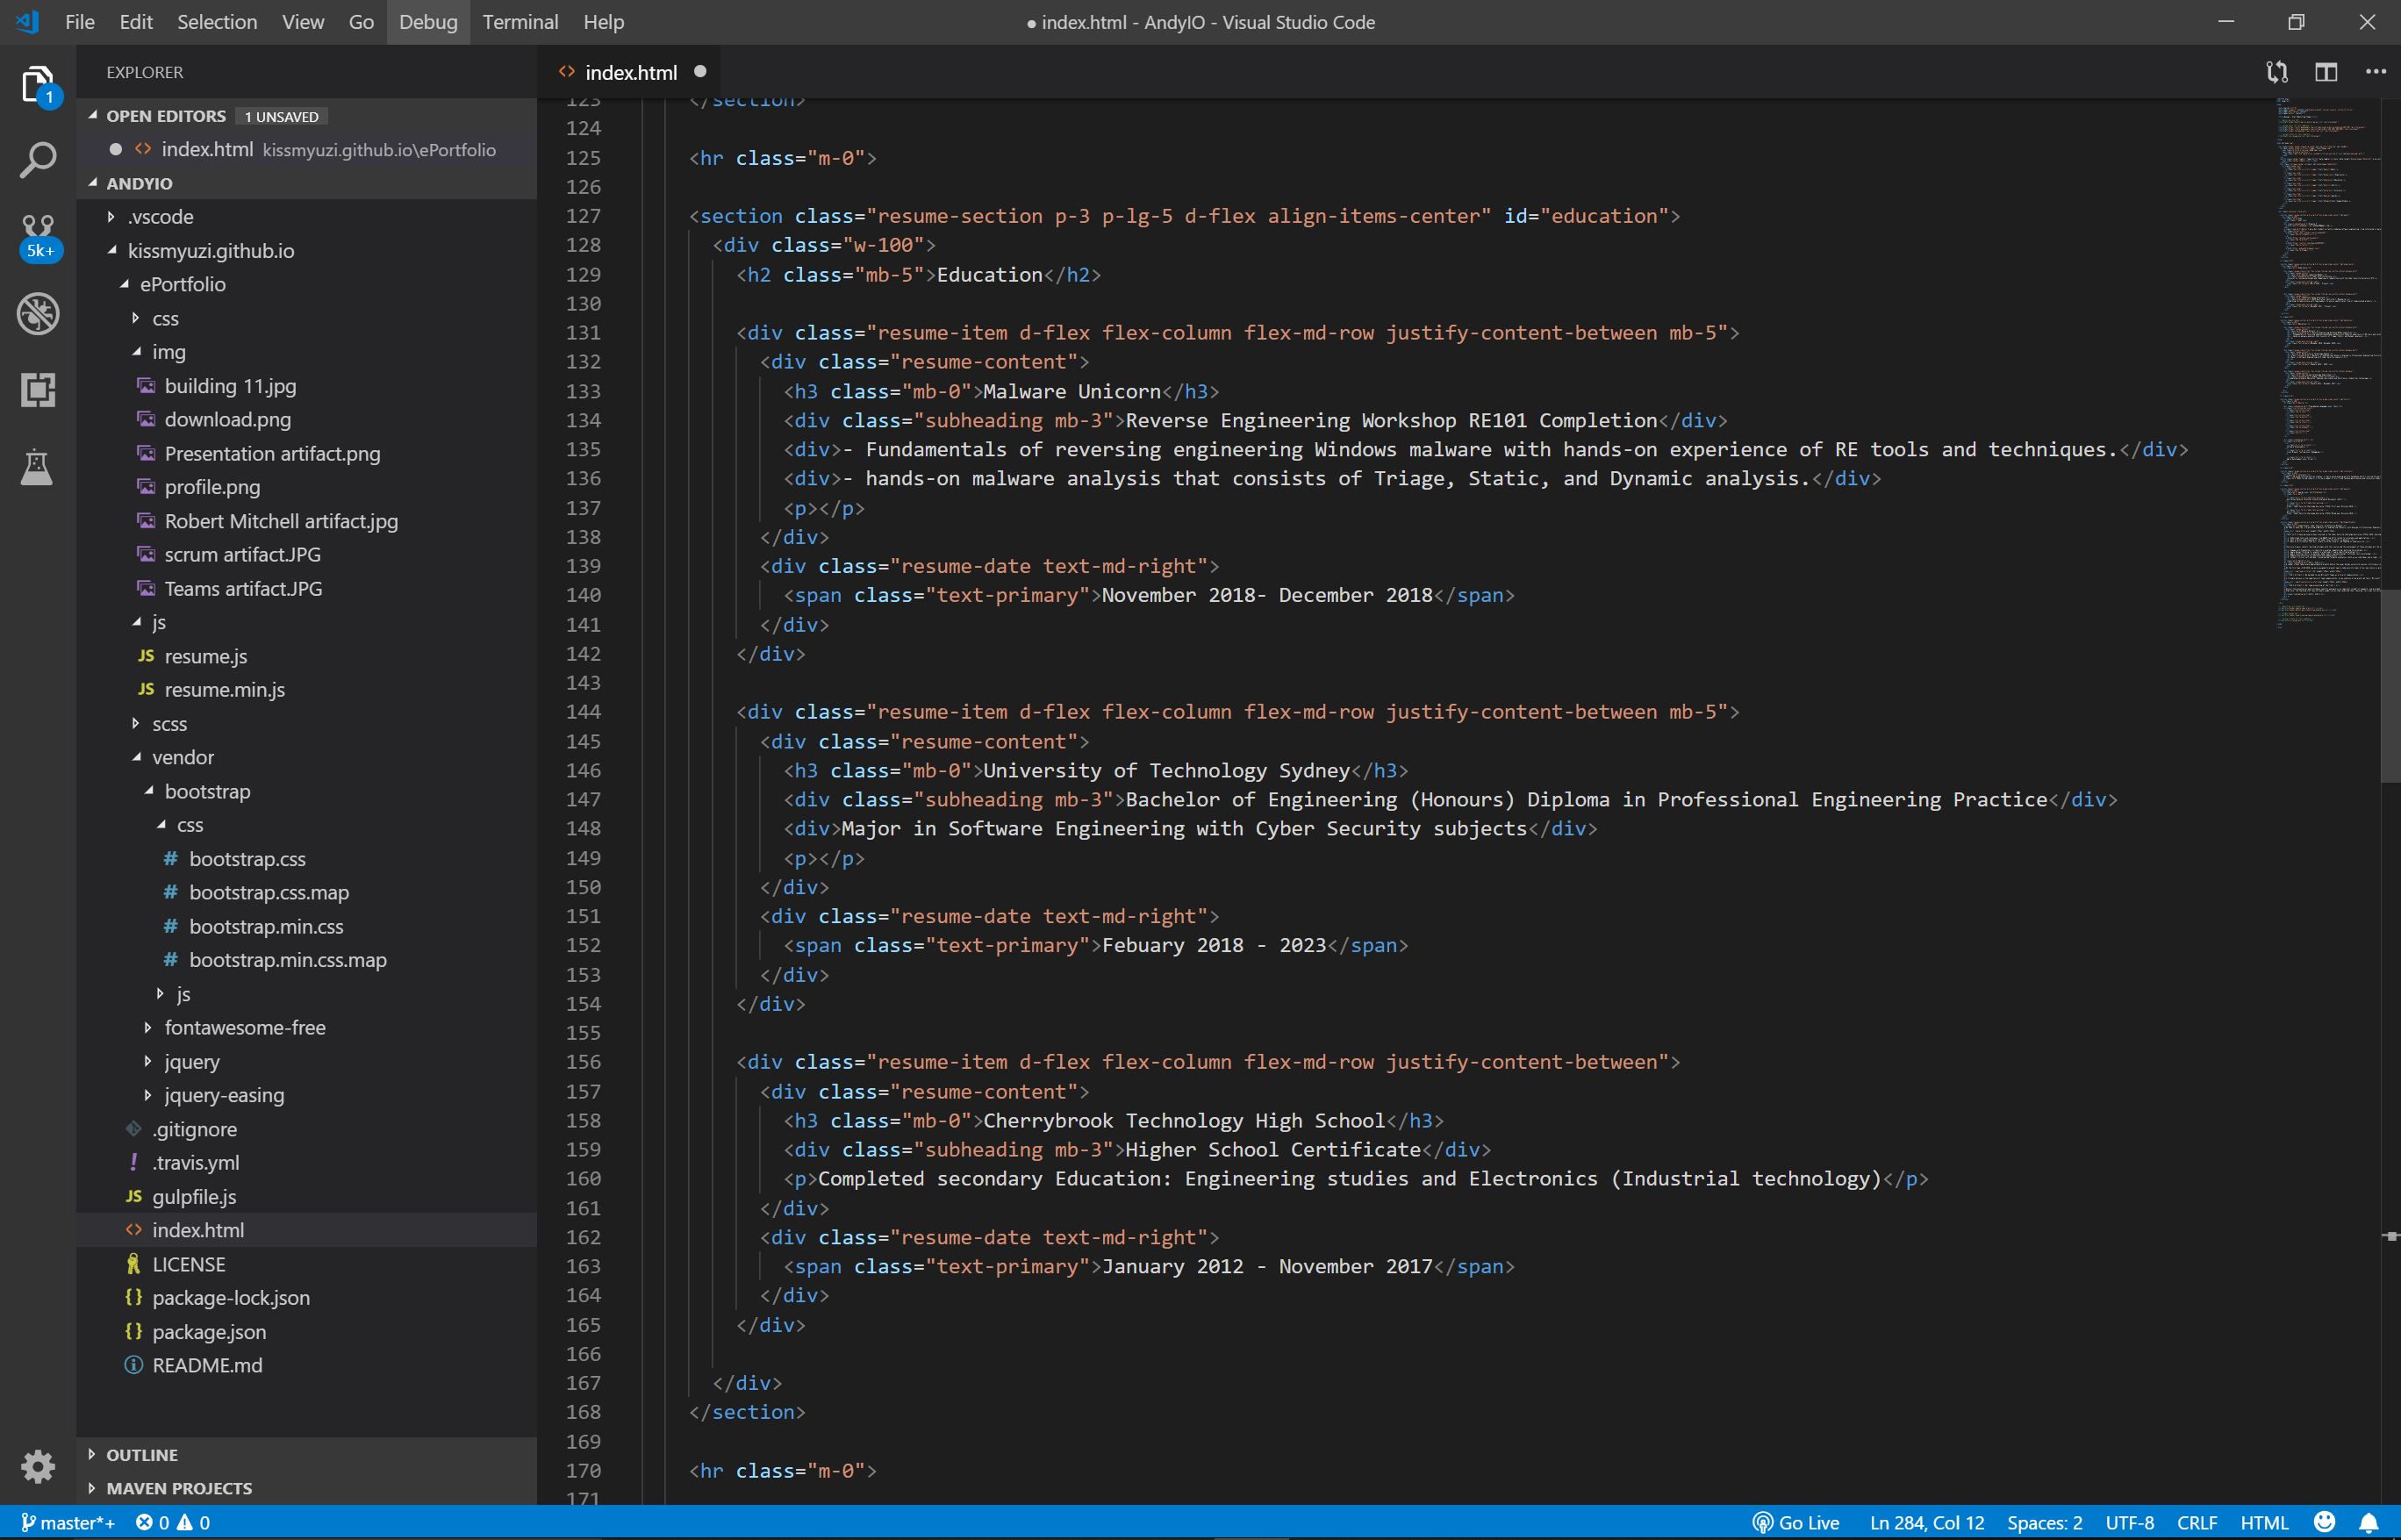 File Edit Selection View Go Debug Terminal Help
● index.html - AndyIO - Visual Studio Code
EXPLORER
OPEN EDITORS 1 UNSAVED
index.html kissmyuzi.github.io\ePortfolio
ANDYIO
.vscode
kissmyuzi.github.io
ePortfolio
css
img
building 11.jpg
download.png
Presentation artifact.png
profile.png
Robert Mitchell artifact.jpg
scrum artifact.JPG
Teams artifact.JPG
js
JS resume.js
JS resume.min.js
scss
vendor
bootstrap
css
# bootstrap.css
# bootstrap.css.map
# bootstrap.min.css
# bootstrap.min.css.map
js
fontawesome-free
jquery
jquery-easing
.gitignore
! .travis.yml
JS gulpfile.js
<> index.html
LICENSE
{} package-lock.json
{} package.json
README.md
OUTLINE
MAVEN PROJECTS
1
5k+
<> index.html ●
123 </section>
124
125 <hr class="m-0">
126
127 <section class="resume-section p-3 p-lg-5 d-flex align-items-center" id="education">
128 <div class="w-100">
129 <h2 class="mb-5">Education</h2>
130
131 <div class="resume-item d-flex flex-column flex-md-row justify-content-between mb-5">
132 <div class="resume-content">
133 <h3 class="mb-0">Malware Unicorn</h3>
134 <div class="subheading mb-3">Reverse Engineering Workshop RE101 Completion</div>
135 <div>- Fundamentals of reversing engineering Windows malware with hands-on experience of RE tools and techniques.</div>
136 <div>- hands-on malware analysis that consists of Triage, Static, and Dynamic analysis.</div>
137 <p></p>
138 </div>
139 <div class="resume-date text-md-right">
140 <span class="text-primary">November 2018- December 2018</span>
141 </div>
142 </div>
143
144 <div class="resume-item d-flex flex-column flex-md-row justify-content-between mb-5">
145 <div class="resume-content">
146 <h3 class="mb-0">University of Technology Sydney</h3>
147 <div class="subheading mb-3">Bachelor of Engineering (Honours) Diploma in Professional Engineering Practice</div>
148 <div>Major in Software Engineering with Cyber Security subjects</div>
149 <p></p>
150 </div>
151 <div class="resume-date text-md-right">
152 <span class="text-primary">Febuary 2018 - 2023</span>
153 </div>
154 </div>
155
156 <div class="resume-item d-flex flex-column flex-md-row justify-content-between">
157 <div class="resume-content">
158 <h3 class="mb-0">Cherrybrook Technology High School</h3>
159 <div class="subheading mb-3">Higher School Certificate</div>
160 <p>Completed secondary Education: Engineering studies and Electronics (Industrial technology)</p>
161 </div>
162 <div class="resume-date text-md-right">
163 <span class="text-primary">January 2012 - November 2017</span>
164 </div>
165 </div>
166
167 </div>
168 </section>
169
170 <hr class="m-0">
171
master*+ 0 0
Go Live Ln 284, Col 12 Spaces: 2 UTF-8 CRLF HTML